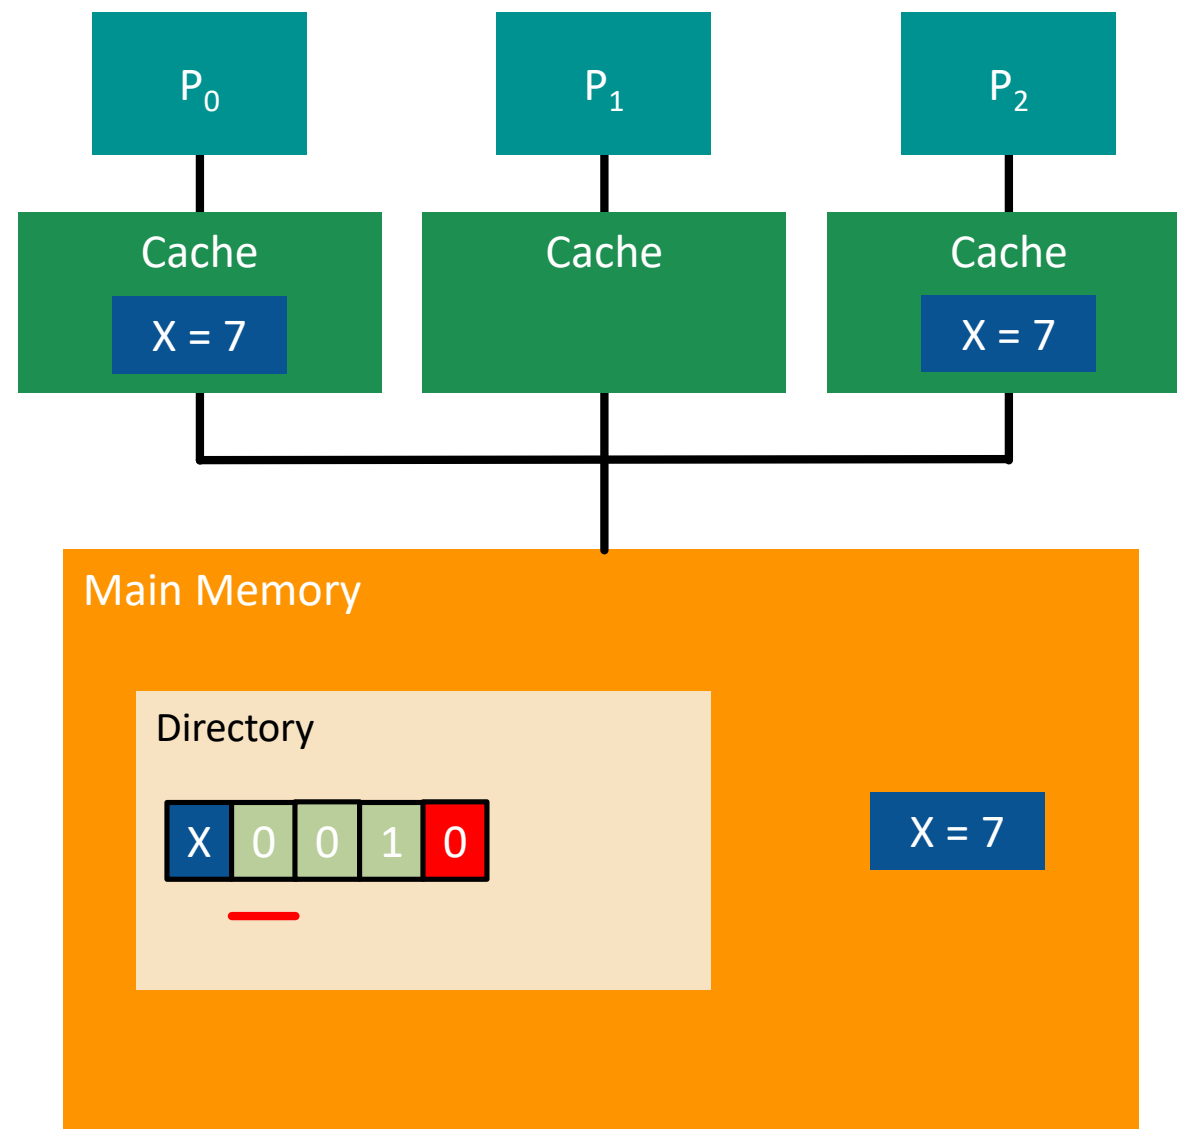 P₀ P₁ P₂
Cache Cache Cache
X = 7 X = 7
Main Memory
Directory
X 0 0 1 0
X = 7